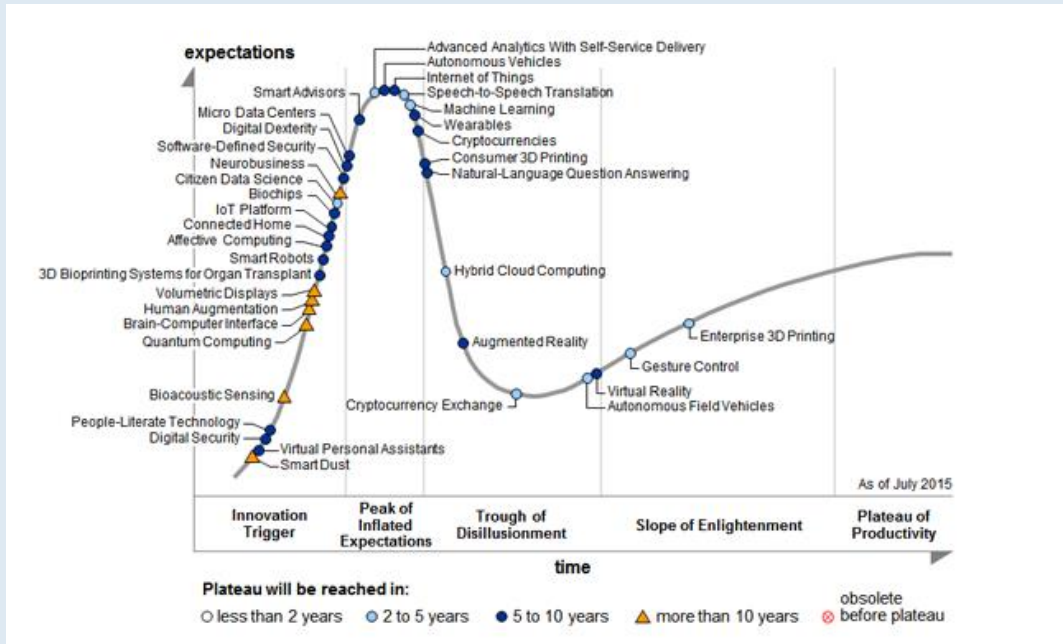 expectations
Advanced Analytics With Self-Service Delivery
Autonomous Vehicles
Internet of Things
Speech-to-Speech Translation
Machine Learning
Wearables
Cryptocurrencies
Consumer 3D Printing
Natural-Language Question Answering
Smart Advisors
Micro Data Centers
Digital Dexterity
Software-Defined Security
Neurobusiness
Citizen Data Science
Biochips
IoT Platform
Connected Home
Affective Computing
Smart Robots
3D Bioprinting Systems for Organ Transplant
Volumetric Displays
Human Augmentation
Brain-Computer Interface
Quantum Computing
Bioacoustic Sensing
People-Literate Technology
Digital Security
Virtual Personal Assistants
Smart Dust
Hybrid Cloud Computing
Augmented Reality
Cryptocurrency Exchange
Enterprise 3D Printing
Gesture Control
Virtual Reality
Autonomous Field Vehicles
As of July 2015
Innovation
Trigger
Peak of
Inflated
Expectations
Trough of
Disillusionment
Slope of Enlightenment
Plateau of
Productivity
time
Plateau will be reached in:
less than 2 years
2 to 5 years
5 to 10 years
more than 10 years
obsolete
before plateau